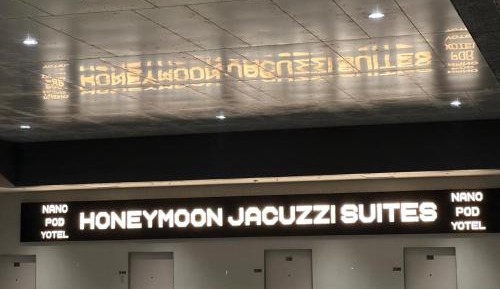 NANO
POD
YOTEL
HONEYMOON JACUZZI SUITES
NANO
POD
YOTEL